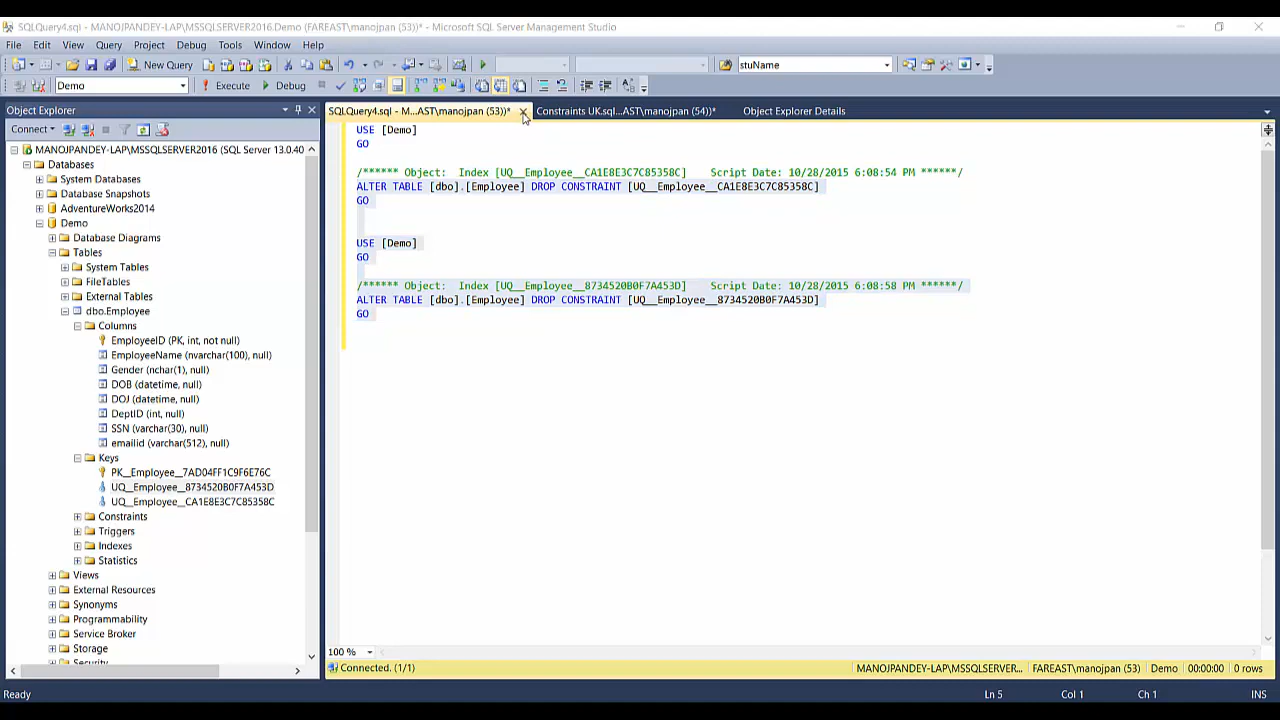 SQLQuery4.sql - MANOJPANDEY-LAP\MSSQLSERVER2016.Demo (FAREAST\manojpan (53))* - Microsoft SQL Server Management Studio
File Edit View Query Project Debug Tools Window Help
New Query stuName
Demo Execute Debug
Object Explorer
SQLQuery4.sql - M...AST\manojpan (53))* Constraints UK.sql...AST\manojpan (54))* Object Explorer Details
Connect
MANOJPANDEY-LAP\MSSQLSERVER2016 (SQL Server 13.0.40
Databases
System Databases
Database Snapshots
AdventureWorks2014
Demo
Database Diagrams
Tables
System Tables
FileTables
External Tables
dbo.Employee
Columns
EmployeeID (PK, int, not null)
EmployeeName (nvarchar(100), null)
Gender (nchar(1), null)
DOB (datetime, null)
DOJ (datetime, null)
DeptID (int, null)
SSN (varchar(30), null)
emailid (varchar(512), null)
Keys
PK__Employee__7AD04FF1C9F6E76C
UQ__Employee__8734520B0F7A453D
UQ__Employee__CA1E8E3C7C85358C
Constraints
Triggers
Indexes
Statistics
Views
External Resources
Synonyms
Programmability
Service Broker
Storage
Security
USE [Demo]
GO
/****** Object:  Index [UQ__Employee__CA1E8E3C7C85358C]    Script Date: 10/28/2015 6:08:54 PM ******/
ALTER TABLE [dbo].[Employee] DROP CONSTRAINT [UQ__Employee__CA1E8E3C7C85358C]
GO
USE [Demo]
GO
/****** Object:  Index [UQ__Employee__8734520B0F7A453D]    Script Date: 10/28/2015 6:08:58 PM ******/
ALTER TABLE [dbo].[Employee] DROP CONSTRAINT [UQ__Employee__8734520B0F7A453D]
GO
100 %
Connected. (1/1) MANOJPANDEY-LAP\MSSQLSERVER... FAREAST\manojpan (53) Demo 00:00:00 0 rows
Ready Ln 5 Col 1 Ch 1 INS